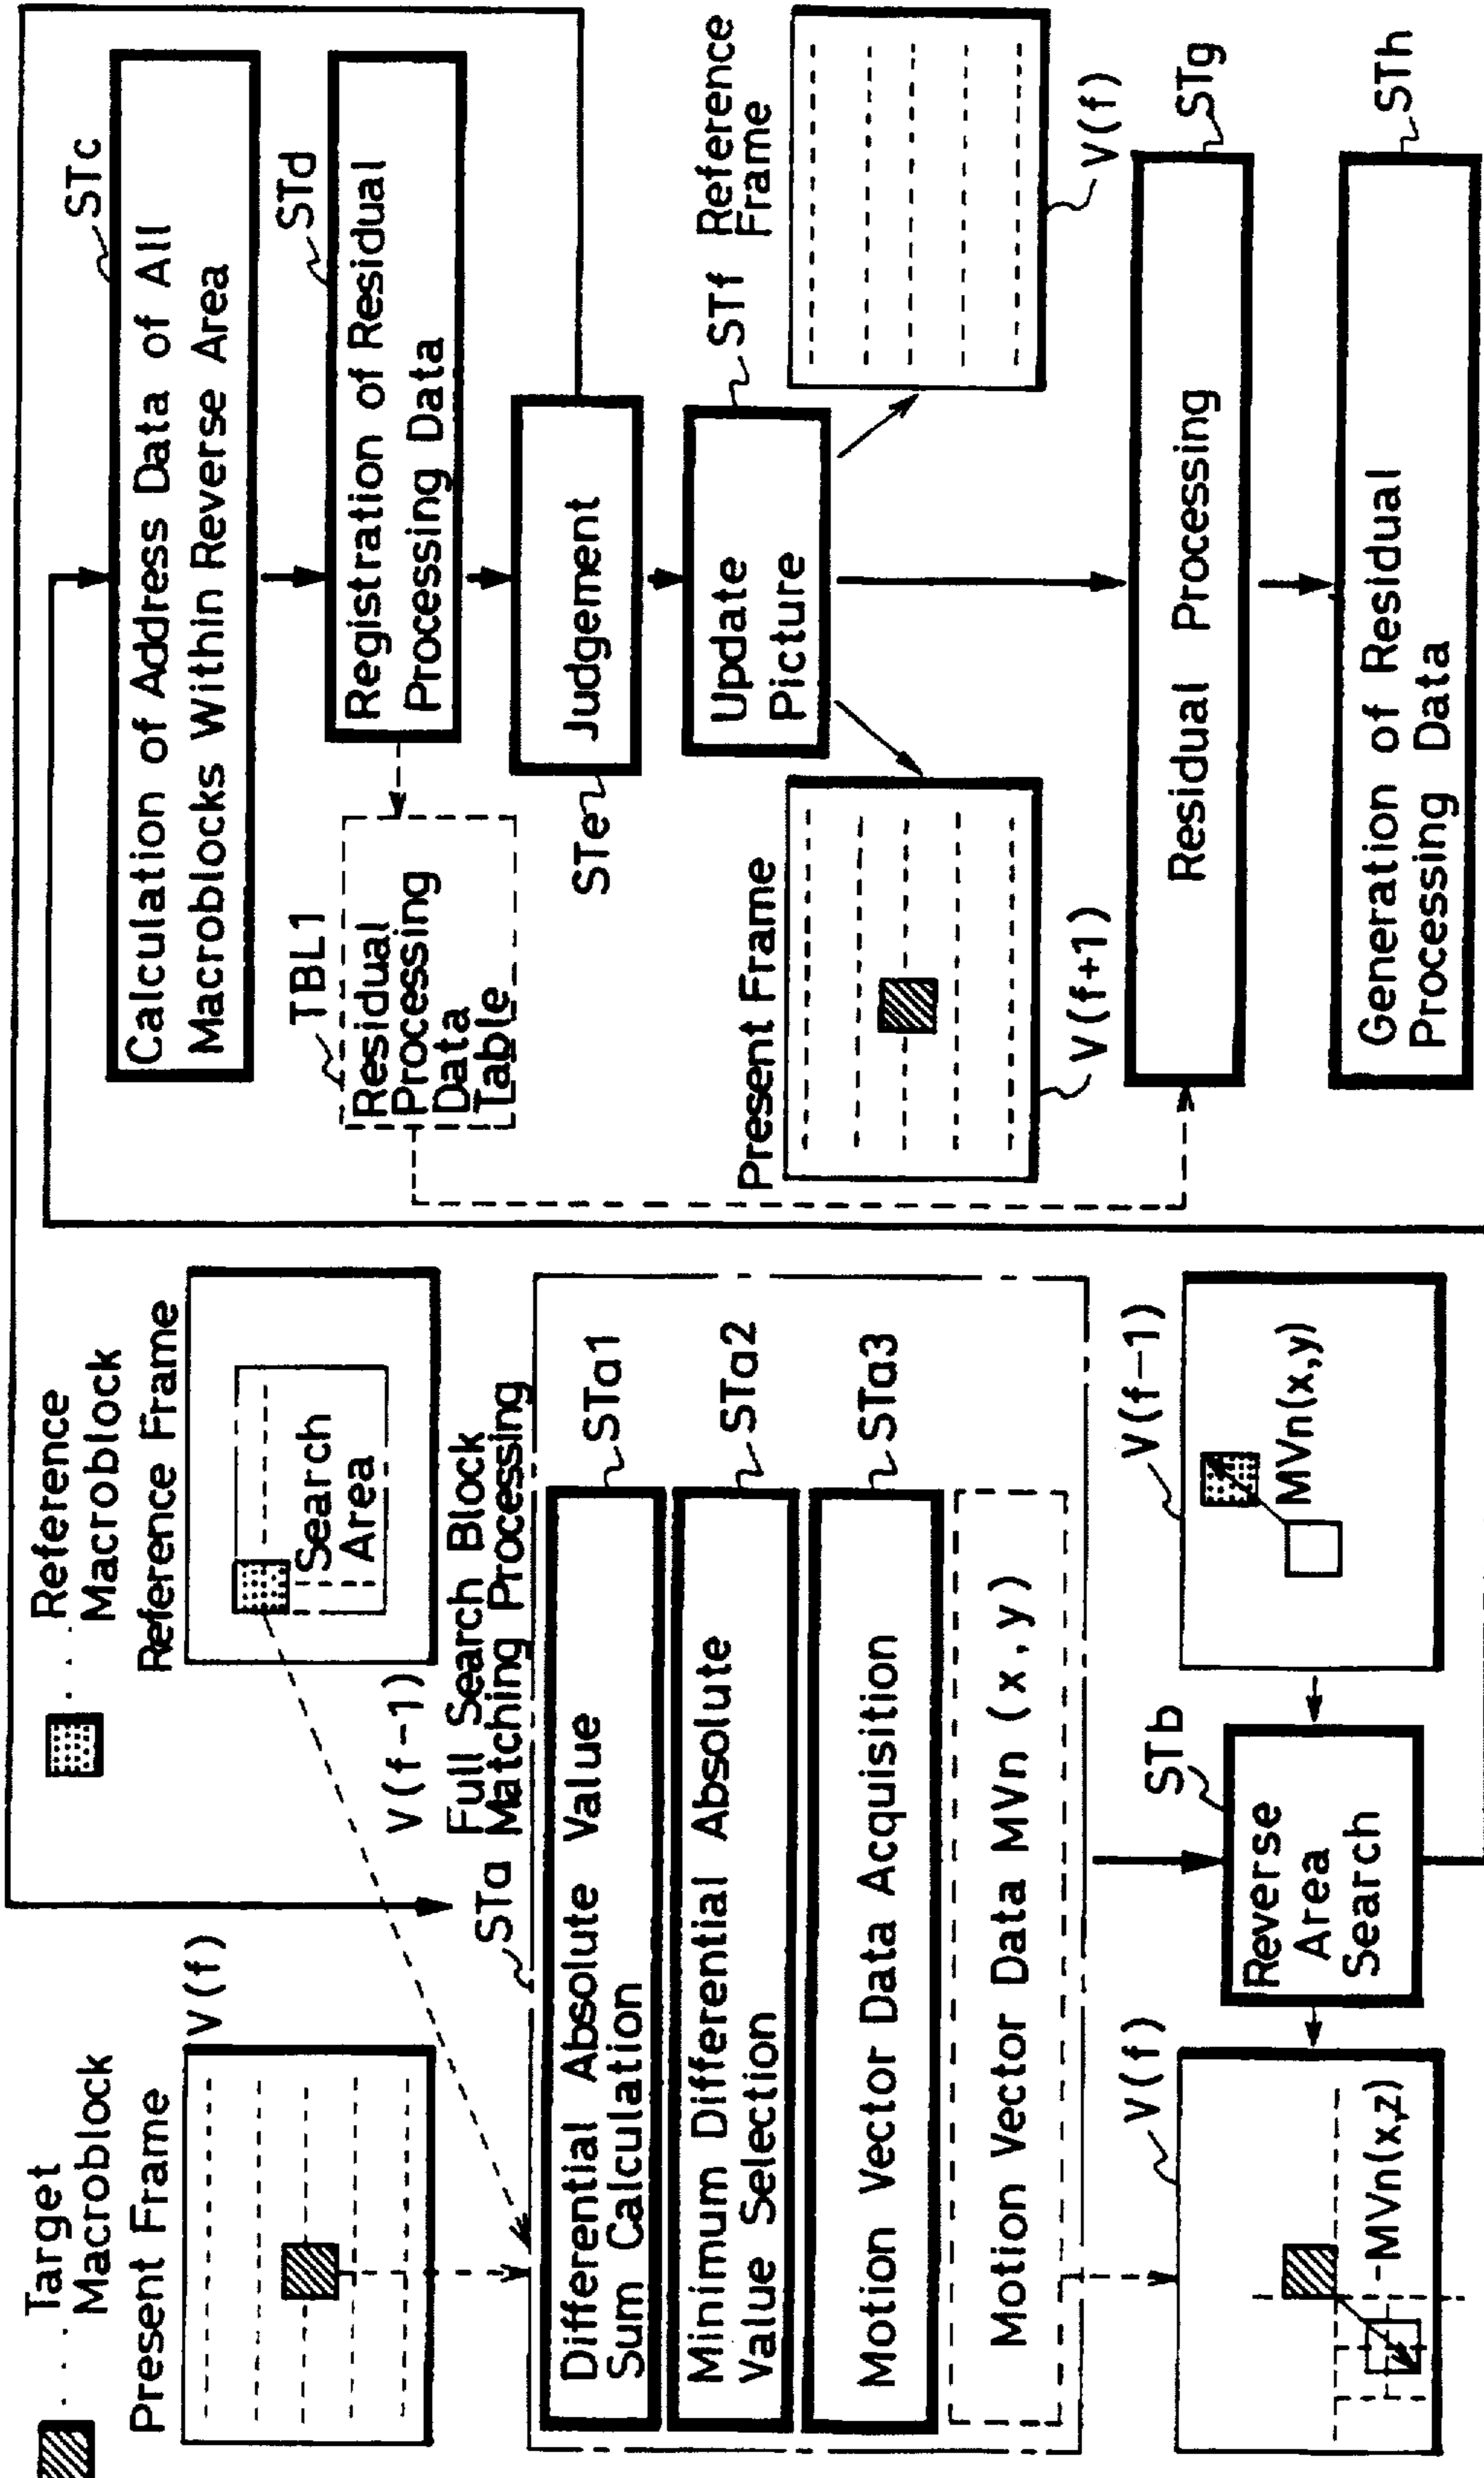 Target
Macroblock
Present Frame
V(f)
Reference
Macroblock
Reference Frame
Search
Area
V(f-1)
STa
Full Search Block
Matching Processing
Differential Absolute Value
Sum Calculation
STa1
Minimum Differential Absolute
Value Selection
STa2
Motion Vector Data Acquisition
STa3
Motion Vector Data MVn (x,y)
V(f)
-MVn(x,z)
STb
Reverse
Area
Search
V(f-1)
MVn(x,y)
STc
Calculation of Address Data of All
Macroblocks Within Reverse Area
STd
Registration of Residual
Processing Data
TBL1
Residual
Processing
Data
Table
STe
Judgement
STf
Update
Picture
Present Frame
V(f+1)
Reference
Frame
V(f)
STg
Residual Processing
STh
Generation of Residual
Processing Data